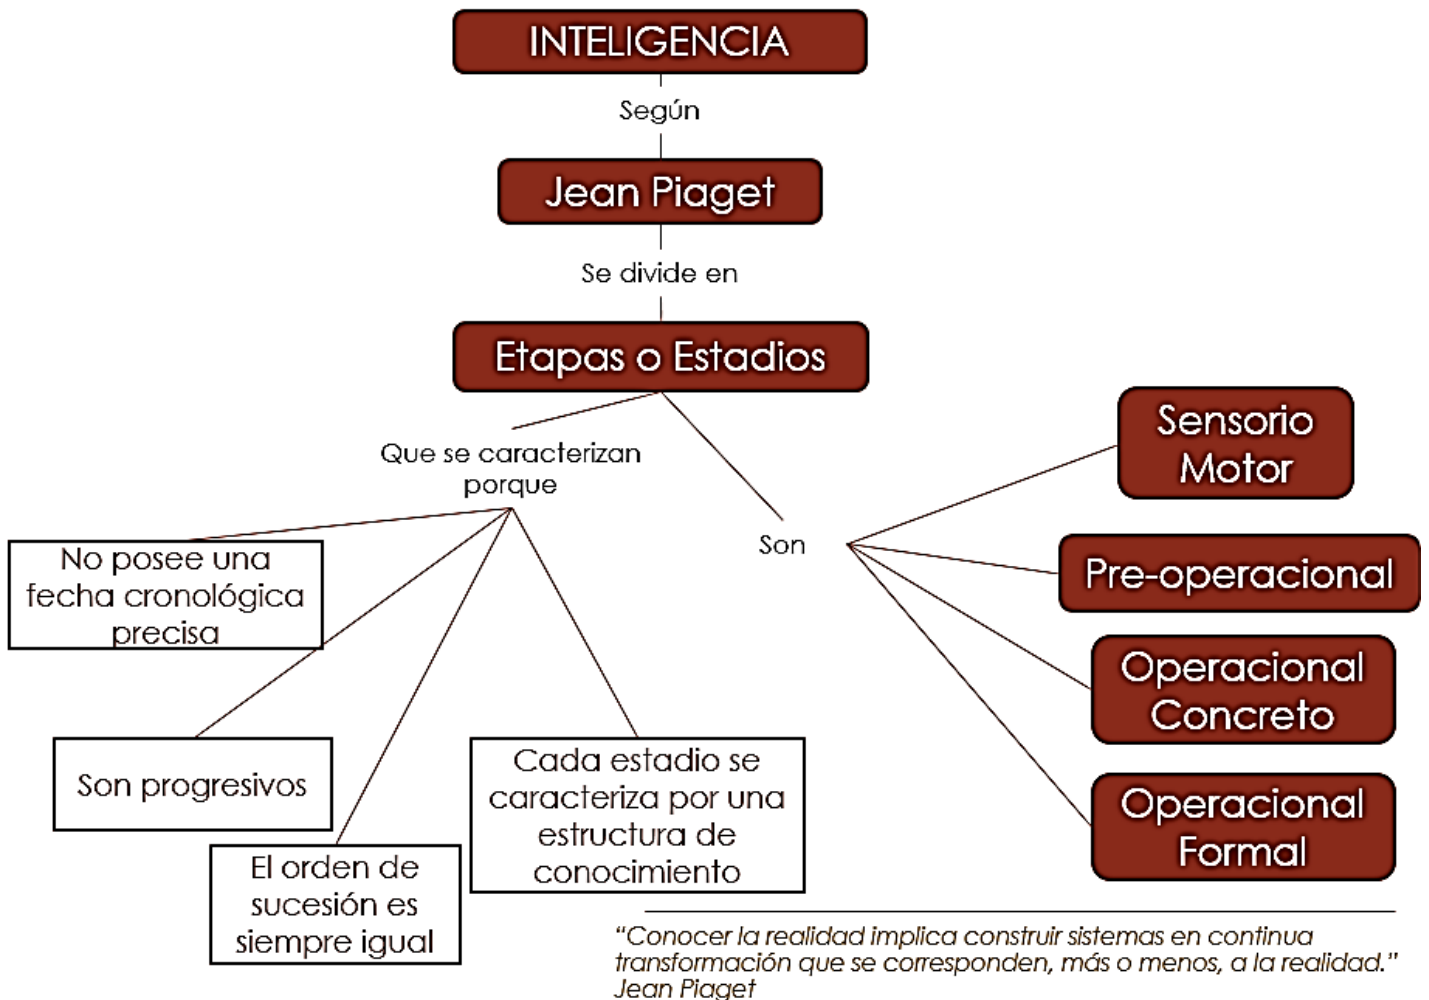 INTELIGENCIA
Según
Jean Piaget
Se divide en
Etapas o Estadios
Que se caracterizan
porque
No posee una
fecha cronológica
precisa
Son progresivos
El orden de
sucesión es
siempre igual
Cada estadio se
caracteriza por una
estructura de
conocimiento
Son
Sensorio
Motor
Pre-operacional
Operacional
Concreto
Operacional
Formal
“Conocer la realidad implica construir sistemas en continua
transformación que se corresponden, más o menos, a la realidad.”
Jean Piaget